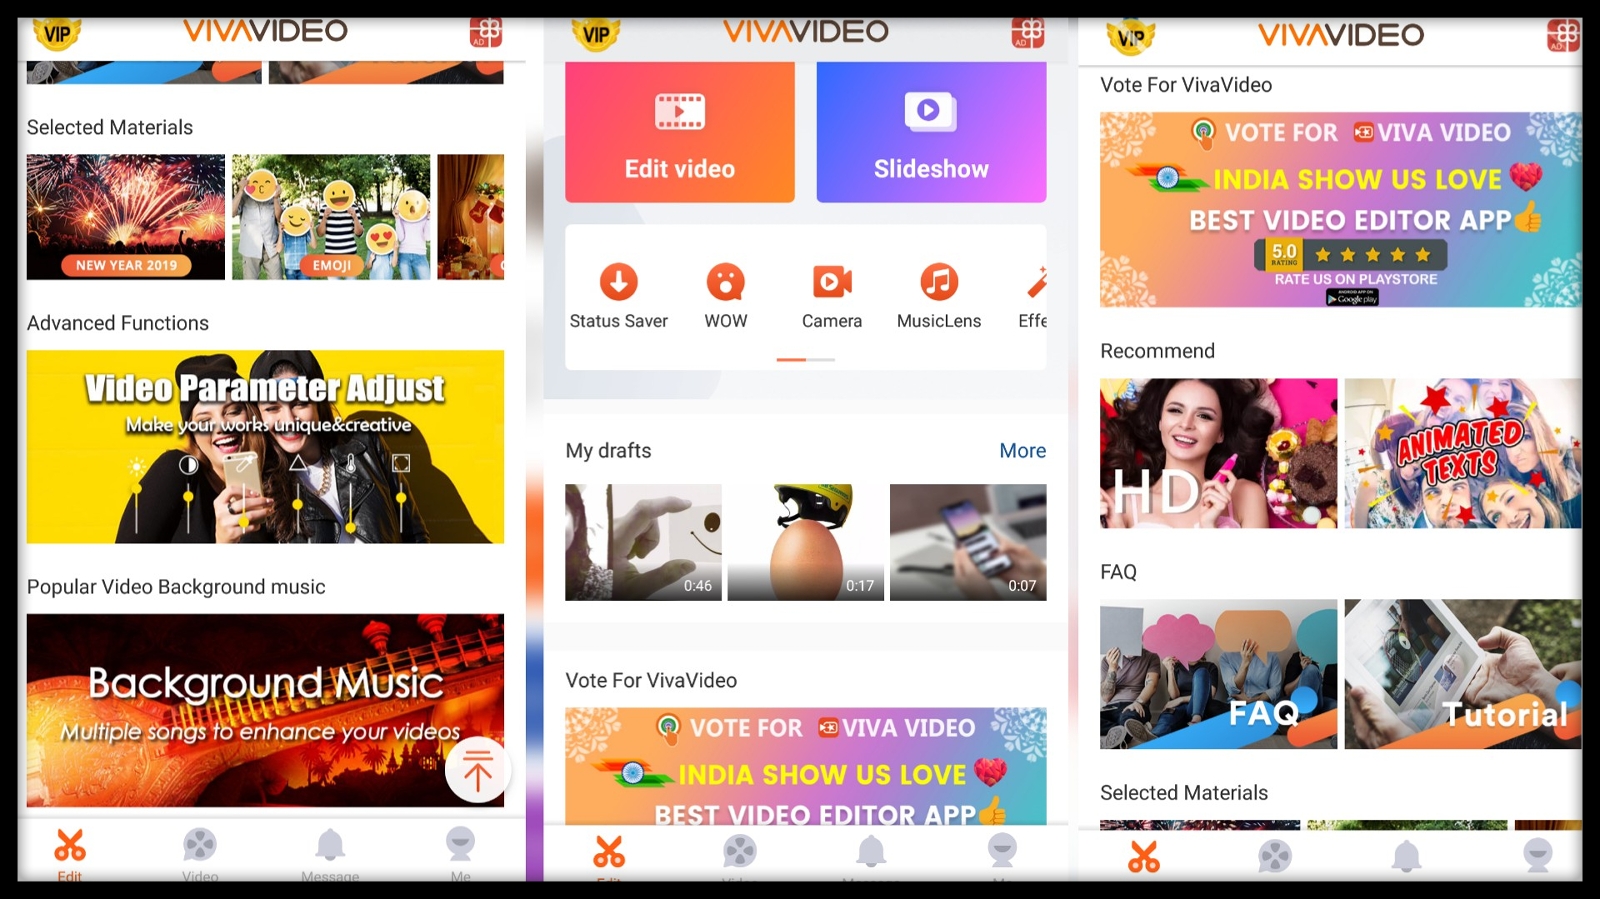 VIP
VIVAVIDEO
AD
Selected Materials
NEW YEAR 2019
EMOJI
Advanced Functions
Video Parameter Adjust
Make your works unique&creative
Popular Video Background music
Background Music
Multiple songs to enhance your videos
Edit
Video
Message
Me
VIP
VIVAVIDEO
AD
Edit video
Slideshow
Status Saver
WOW
Camera
MusicLens
Effe
My drafts
More
0:46
0:17
0:07
Vote For VivaVideo
VOTE FOR VIVA VIDEO
INDIA SHOW US LOVE
BEST VIDEO EDITOR APP
VIP
VIVAVIDEO
AD
Vote For VivaVideo
VOTE FOR VIVA VIDEO
INDIA SHOW US LOVE
BEST VIDEO EDITOR APP
5.0
RATING
RATE US ON PLAYSTORE
ANDROID APP ON
Google play
Recommend
HD
ANIMATED
TEXTS
FAQ
FAQ
Tutorial
Selected Materials